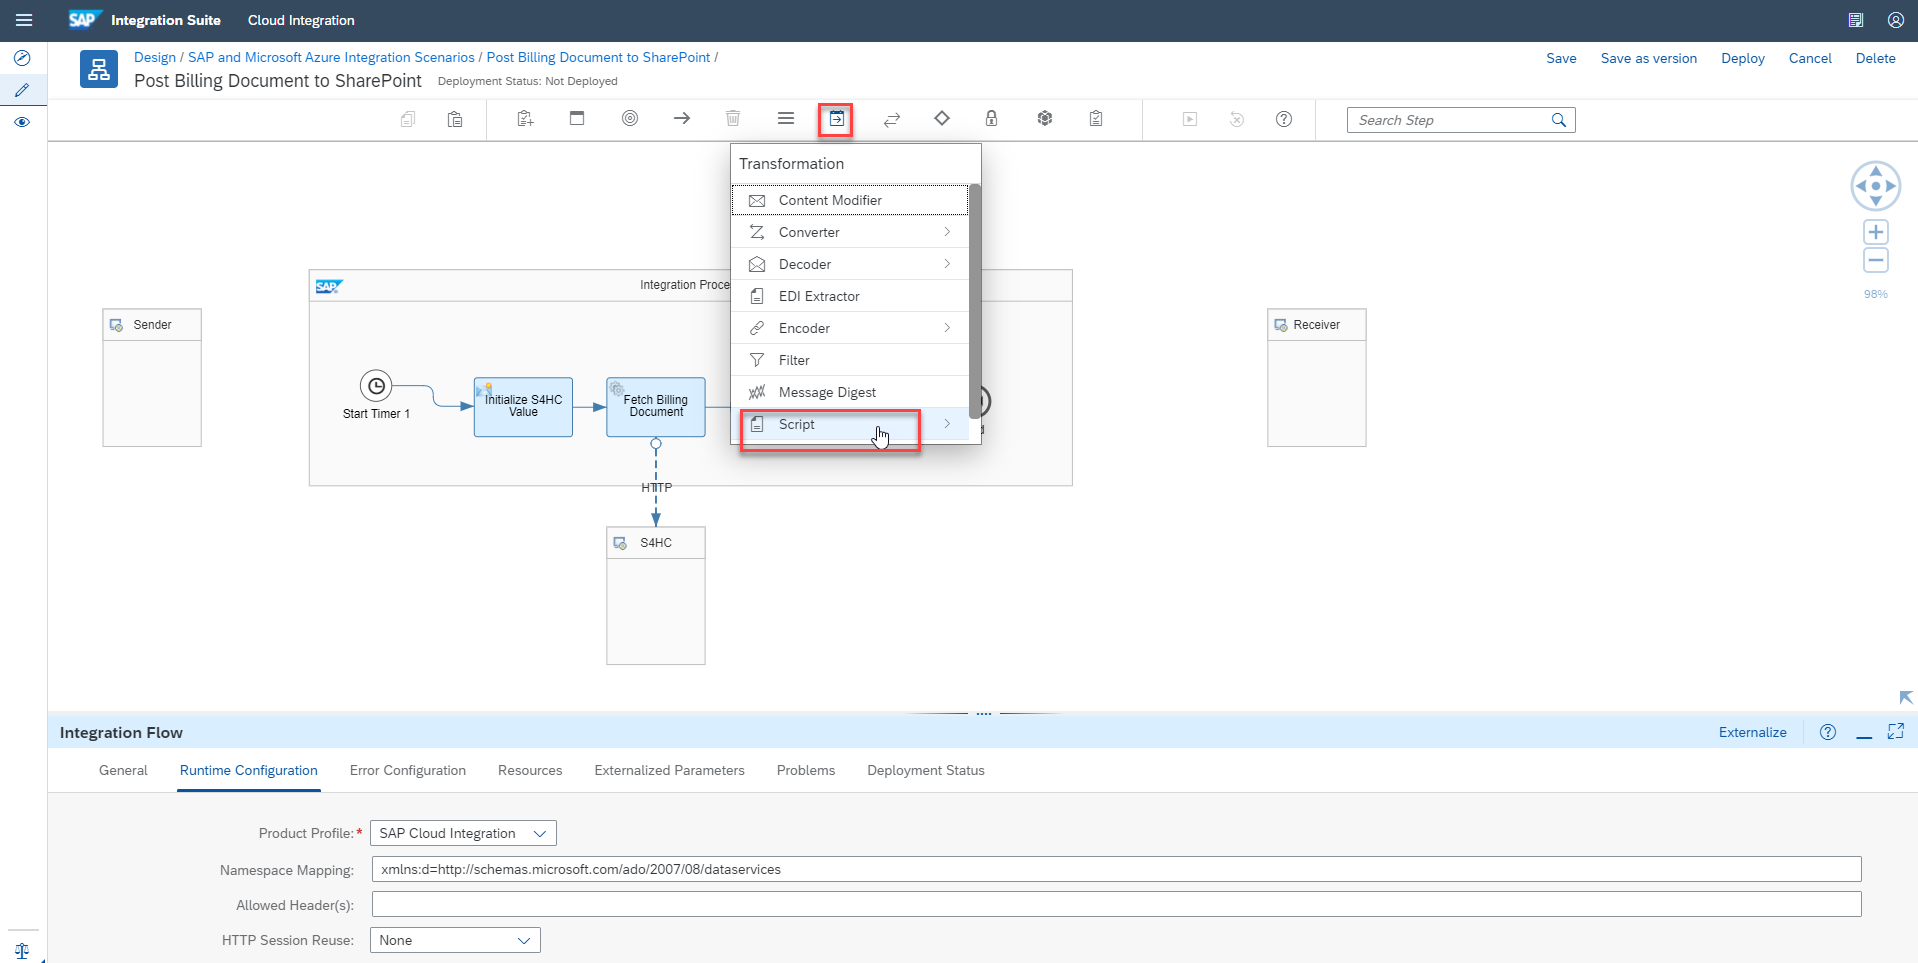 SAP Integration Suite Cloud Integration
Design / SAP and Microsoft Azure Integration Scenarios / Post Billing Document to SharePoint /
Post Billing Document to SharePoint Deployment Status: Not Deployed
Save Save as version Deploy Cancel Delete
Search Step
Transformation
Content Modifier
Converter
Decoder
EDI Extractor
Encoder
Filter
Message Digest
Script
98%
SAP Integration Proce
Sender
Receiver
Start Timer 1
Initialize S4HC
Value
Fetch Billing
Document
d
HTTP
S4HC
Integration Flow
Externalize
General Runtime Configuration Error Configuration Resources Externalized Parameters Problems Deployment Status
Product Profile:* SAP Cloud Integration
Namespace Mapping: xmlns:d=http://schemas.microsoft.com/ado/2007/08/dataservices
Allowed Header(s):
HTTP Session Reuse: None